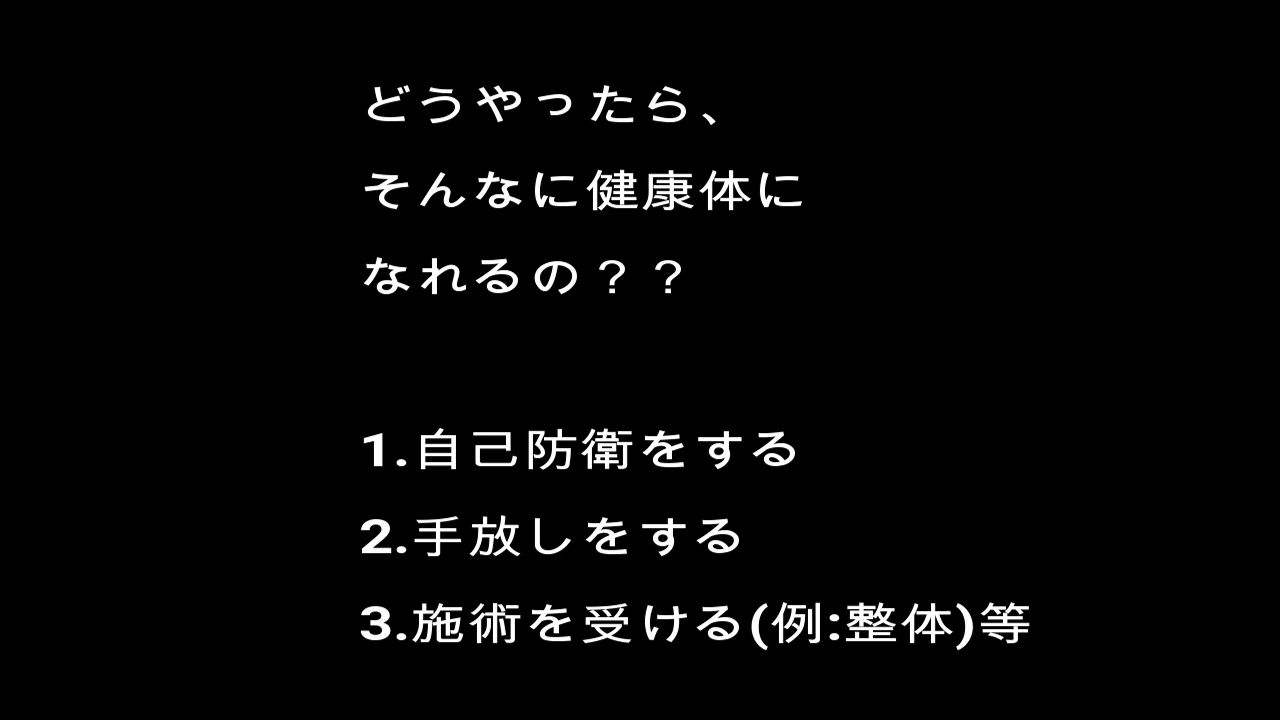 どうやったら、
そんなに健康体に
なれるの？？
1.自己防衛をする
2.手放しをする
3.施術を受ける(例:整体)等